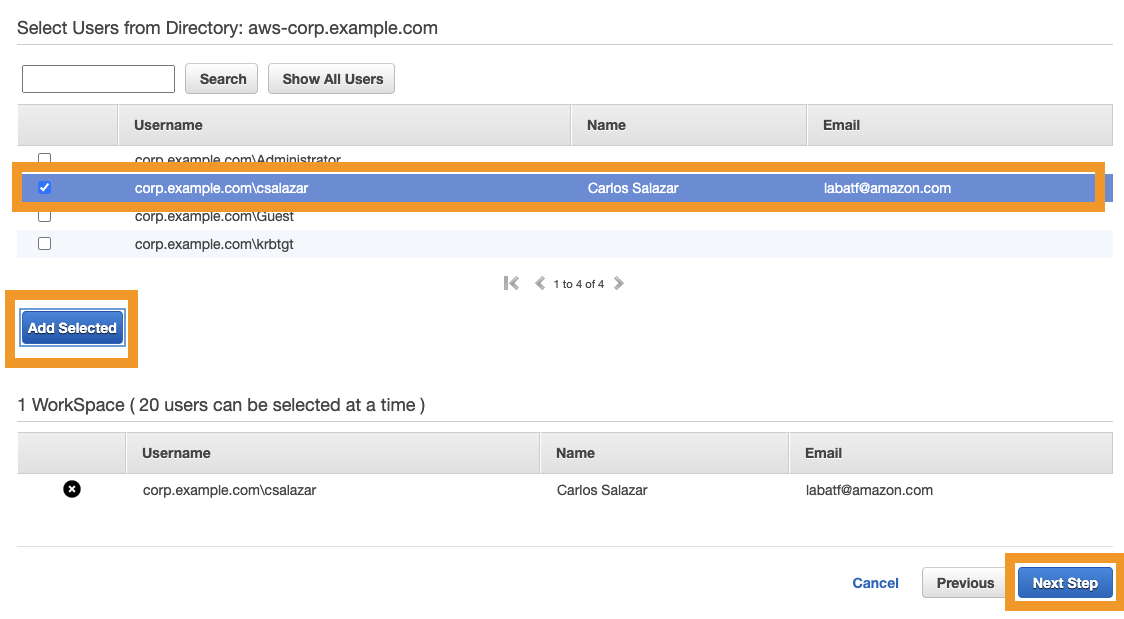 Select Users from Directory: aws-corp.example.com
Search Show All Users
Username Name Email
corp.example.com\Administrator
corp.example.com\csalazar Carlos Salazar labatf@amazon.com
corp.example.com\Guest
corp.example.com\krbtgt
1 to 4 of 4
Add Selected
1 WorkSpace ( 20 users can be selected at a time )
Username Name Email
corp.example.com\csalazar Carlos Salazar labatf@amazon.com
Cancel Previous Next Step